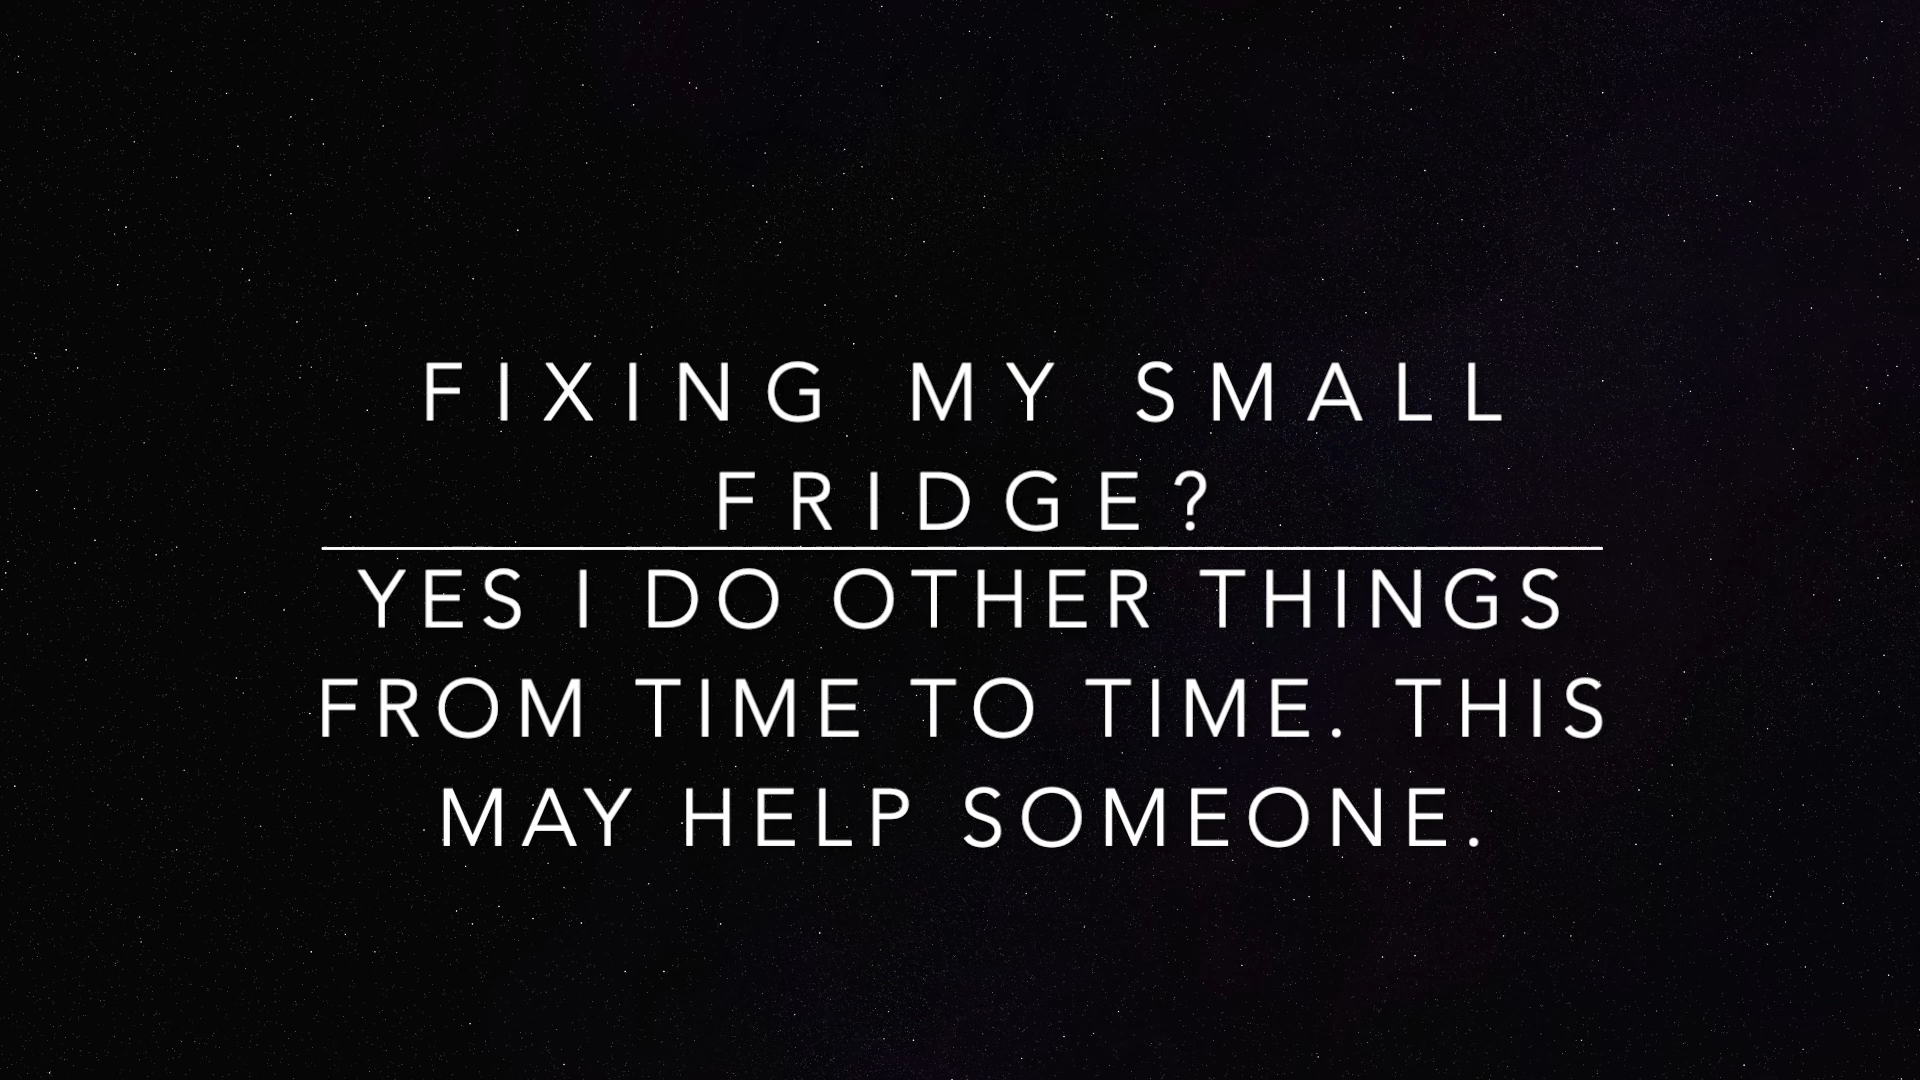 FIXING MY SMALL
FRIDGE?
YES I DO OTHER THINGS
FROM TIME TO TIME. THIS
MAY HELP SOMEONE.